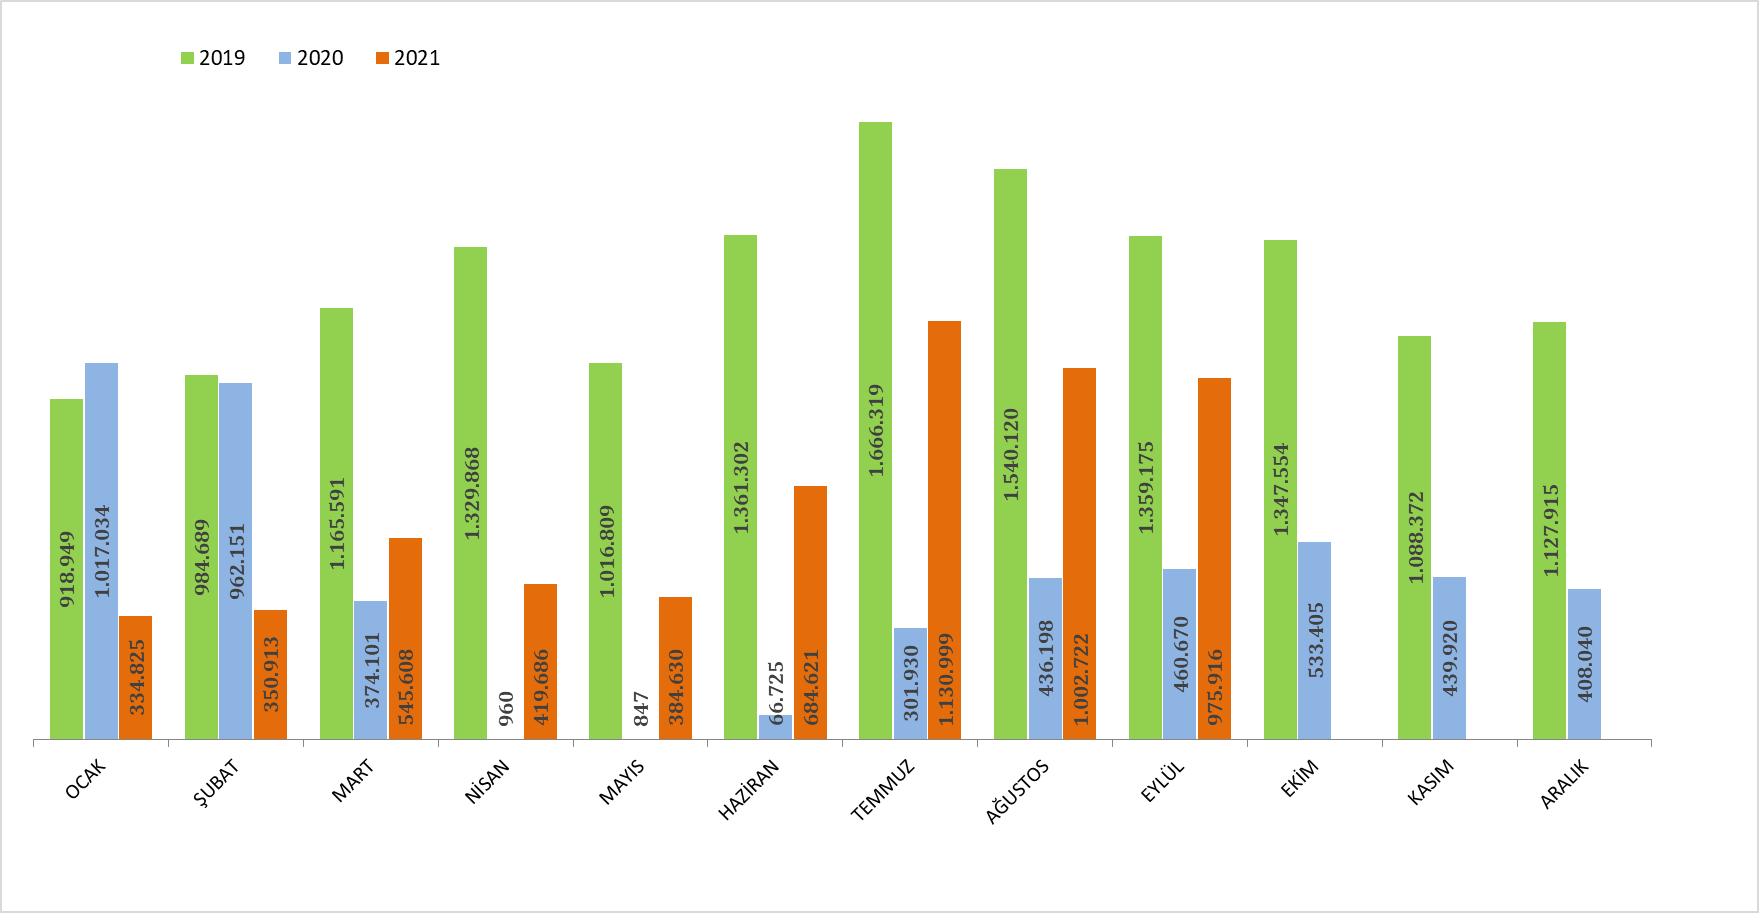 2019 2020 2021
918.949 1.017.034 334.825
984.689 962.151 350.913
1.165.591 374.101 545.608
1.329.868 960 419.686
1.016.809 847 384.630
1.361.302 66.725 684.621
1.666.319 301.930 1.130.999
1.540.120 436.198 1.002.722
1.359.175 460.670 975.916
1.347.554 533.405
1.088.372 439.920
1.127.915 408.040
OCAK
ŞUBAT
MART
NİSAN
MAYIS
HAZİRAN
TEMMUZ
AĞUSTOS
EYLÜL
EKİM
KASIM
ARALIK